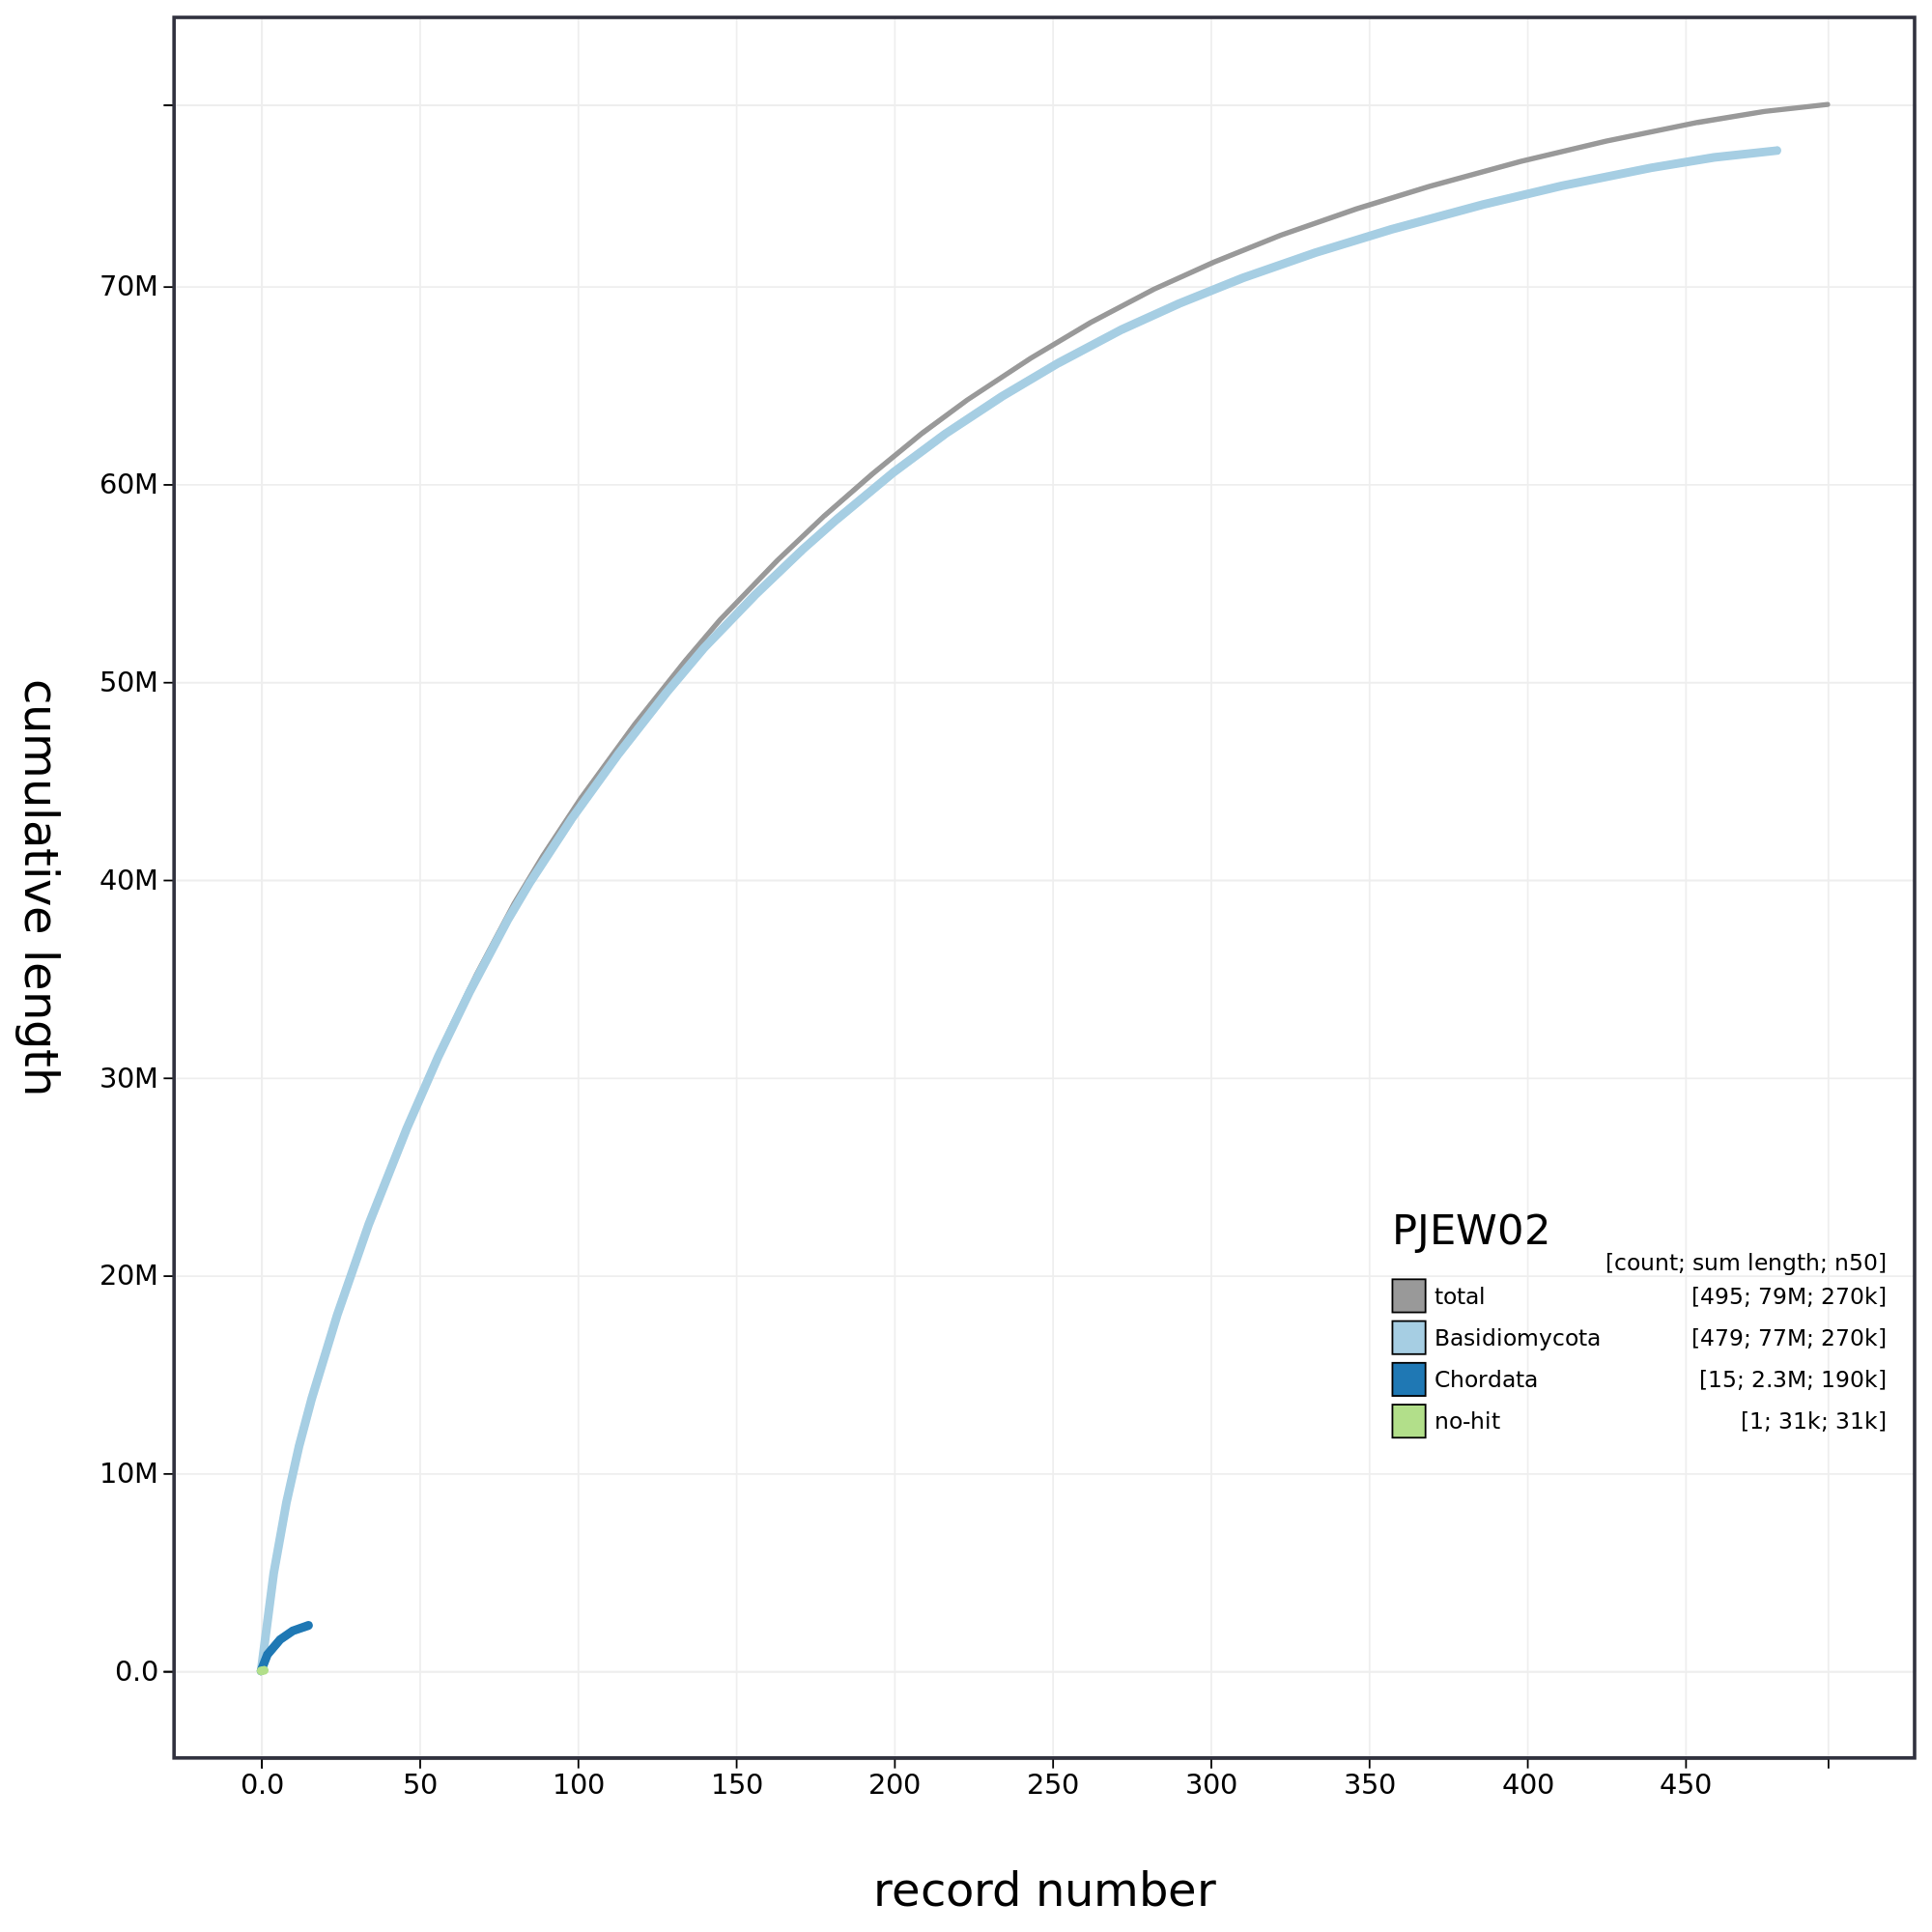 cumulative length
70M
60M
50M
40M
30M
20M
10M
0.0
PJEW02
[count; sum length; n50]
total [495; 79M; 270k]
Basidiomycota [479; 77M; 270k]
Chordata [15; 2.3M; 190k]
no-hit [1; 31k; 31k]
0.0 50 100 150 200 250 300 350 400 450
record number